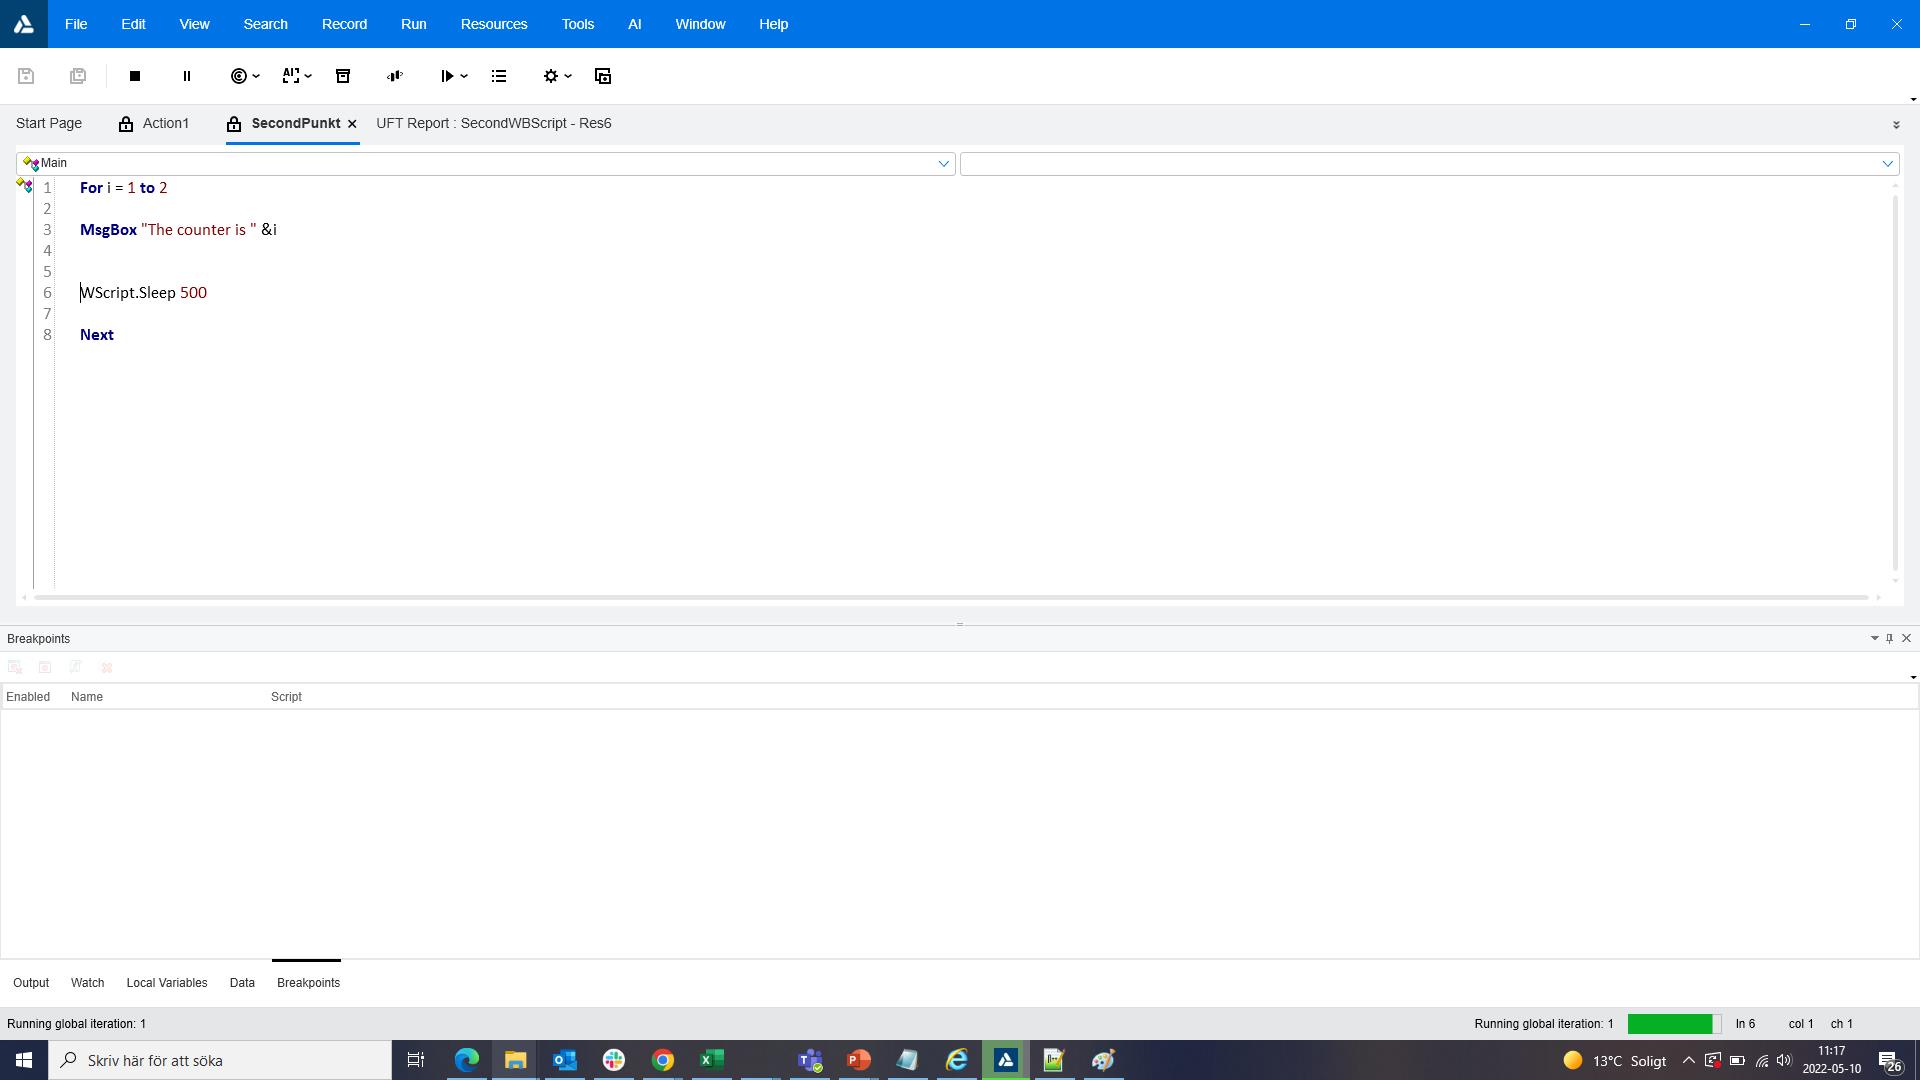 File Edit View Search Record Run Resources Tools AI Window Help
AI
Start Page Action1 SecondPunkt UFT Report : SecondWBScript - Res6
Main
1 For i = 1 to 2
2
3 MsgBox "The counter is " &i
4
5
6 WScript.Sleep 500
7
8 Next
Breakpoints
Enabled Name Script
Output Watch Local Variables Data Breakpoints
Running global iteration: 1 Running global iteration: 1 ln 6 col 1 ch 1
Skriv här för att söka 13°C Soligt 11:17
2022-05-10 26